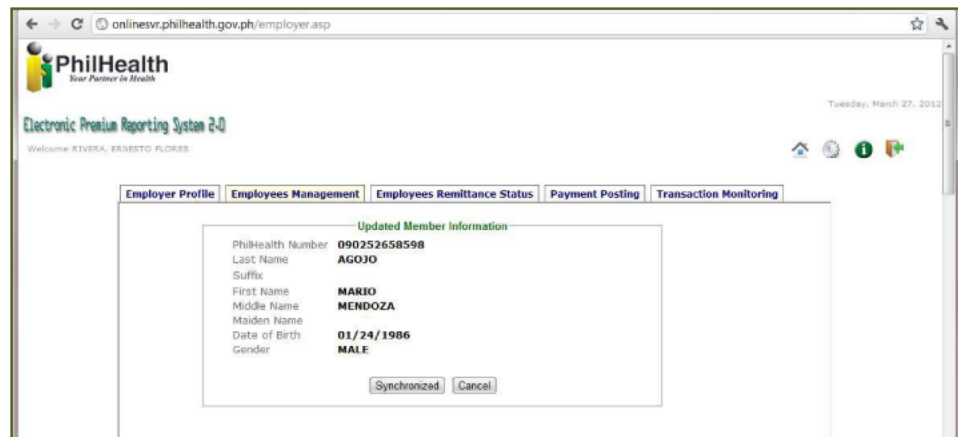 onlinesvr.philhealth.gov.ph/employer.asp
PhilHealth
Your Partner in Health
Tuesday, March 27, 2012
Electronic Premium Reporting System 2.0
Welcome RIVERA, ERNESTO FLORES
Employer Profile Employees Management Employees Remittance Status Payment Posting Transaction Monitoring
Updated Member Information
PhilHealth Number 090252658598
Last Name AGOJO
Suffix
First Name MARIO
Middle Name MENDOZA
Maiden Name
Date of Birth 01/24/1986
Gender MALE
Synchronized Cancel